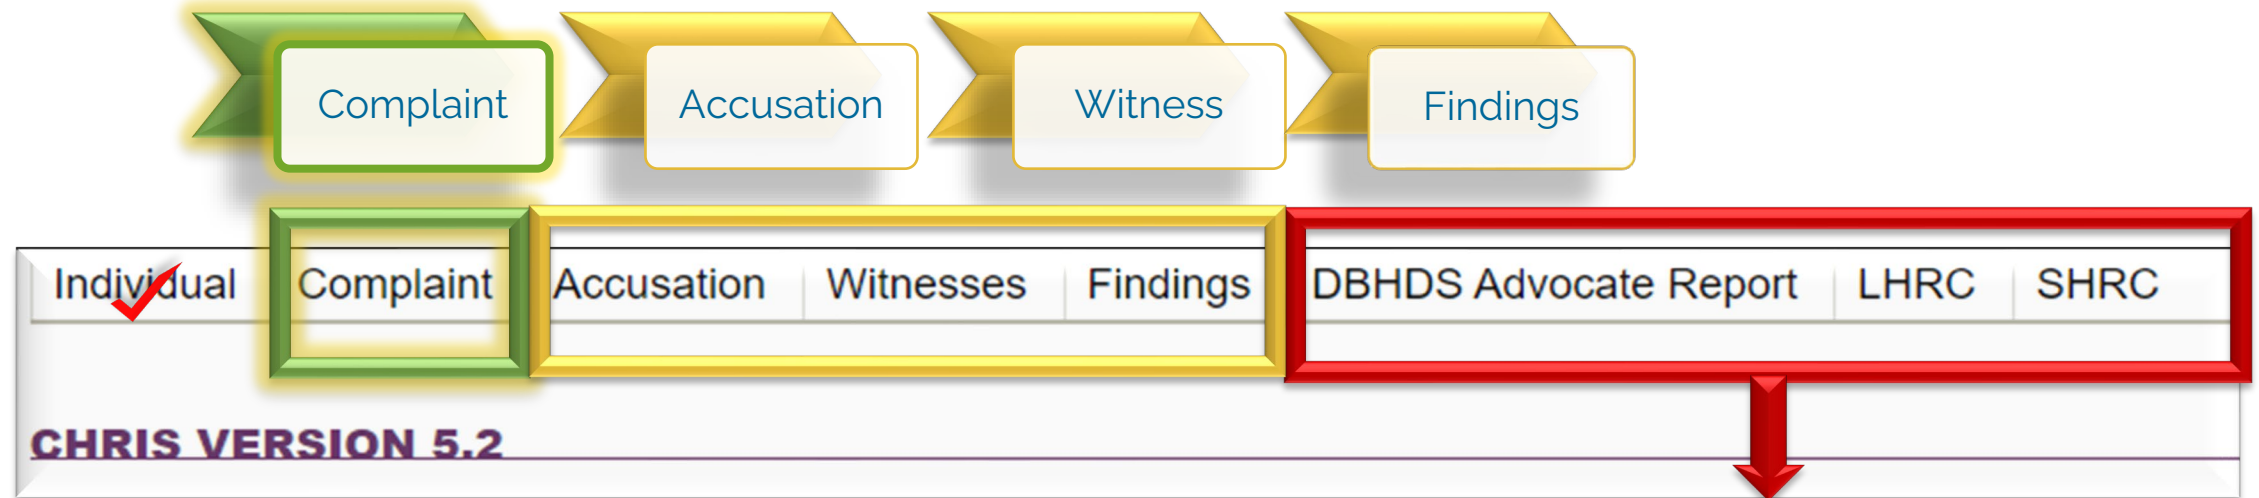 Complaint Accusation Witness Findings
Individual Complaint Accusation Witnesses Findings DBHDS Advocate Report LHRC SHRC
CHRIS VERSION 5.2